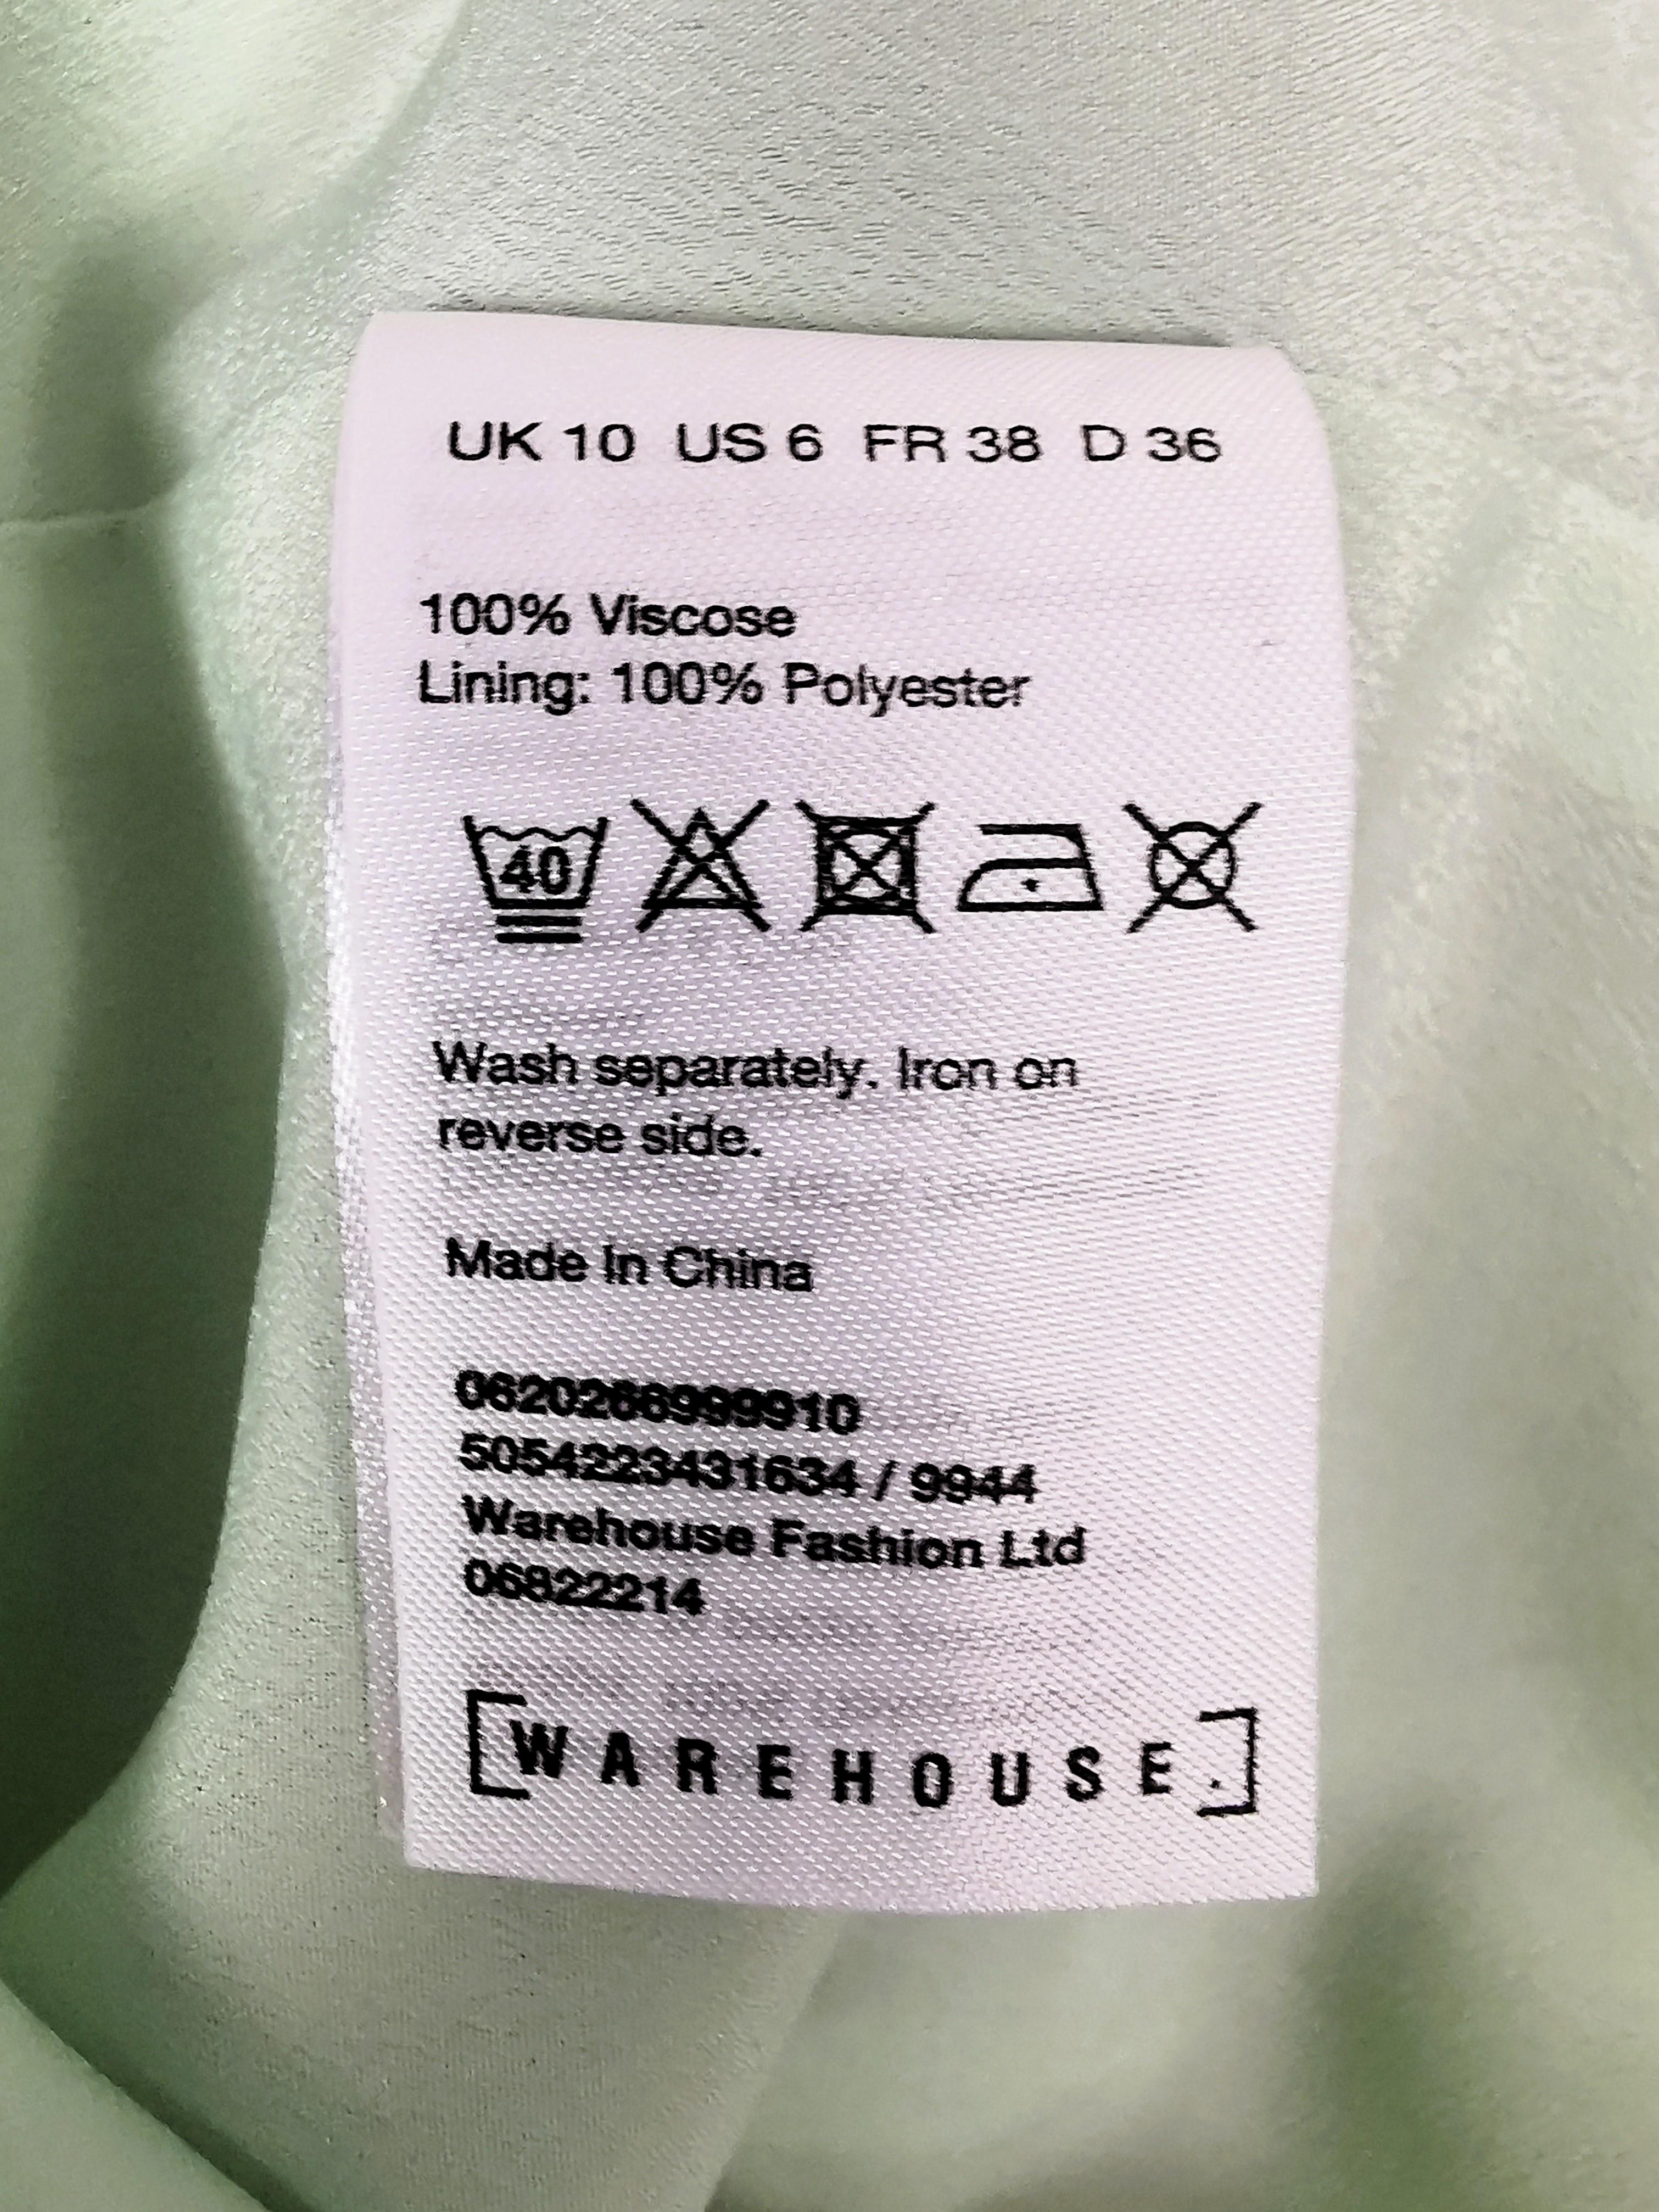 UK 10 US 6 FR 38 D 36
100% Viscose
Lining: 100% Polyester
40
Wash separately. Iron on
reverse side.
Made In China
0620266999910
5054223431634 / 9944
Warehouse Fashion Ltd
06822214
[WAREHOUSE.]